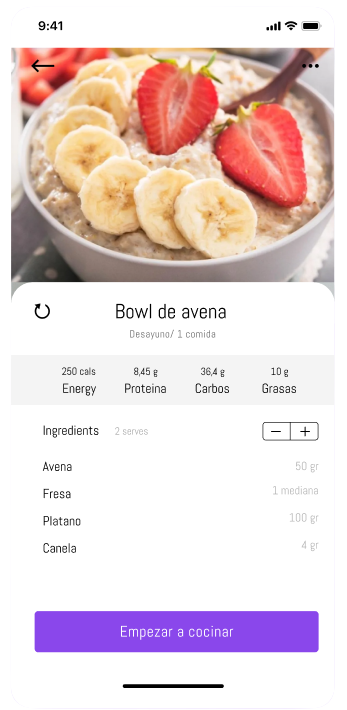 9:41
Bowl de avena
Desayuno/ 1 comida
250 cals 8,45 g 36,4 g 10 g
Energy Proteina Carbos Grasas
Ingredients 2 serves
Avena 50 gr
Fresa 1 mediana
Platano 100 gr
Canela 4 gr
Empezar a cocinar